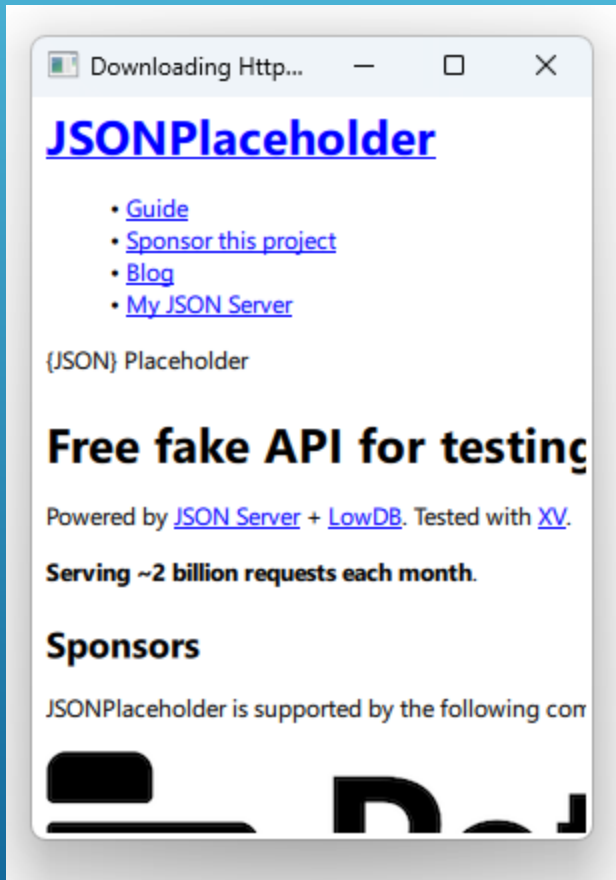 Downloading Http...
JSONPlaceholder
• Guide
• Sponsor this project
• Blog
• My JSON Server
{JSON} Placeholder
Free fake API for testing
Powered by JSON Server + LowDB. Tested with XV.
Serving ~2 billion requests each month.
Sponsors
JSONPlaceholder is supported by the following com